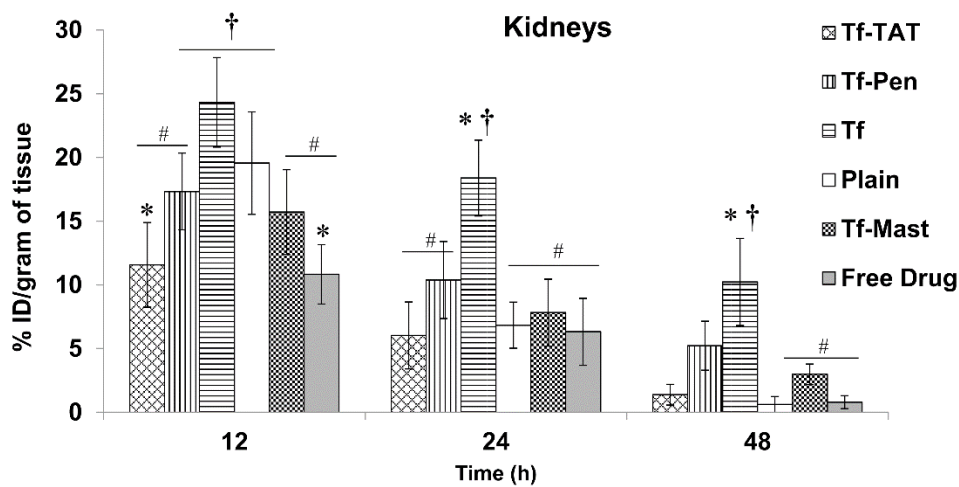 Kidneys
% ID/gram of tissue
30
25
20
15
10
5
0
†
#
#
*
*
* †
#
#
* †
#
12
24
48
Time (h)
Tf-TAT
Tf-Pen
Tf
Plain
Tf-Mast
Free Drug